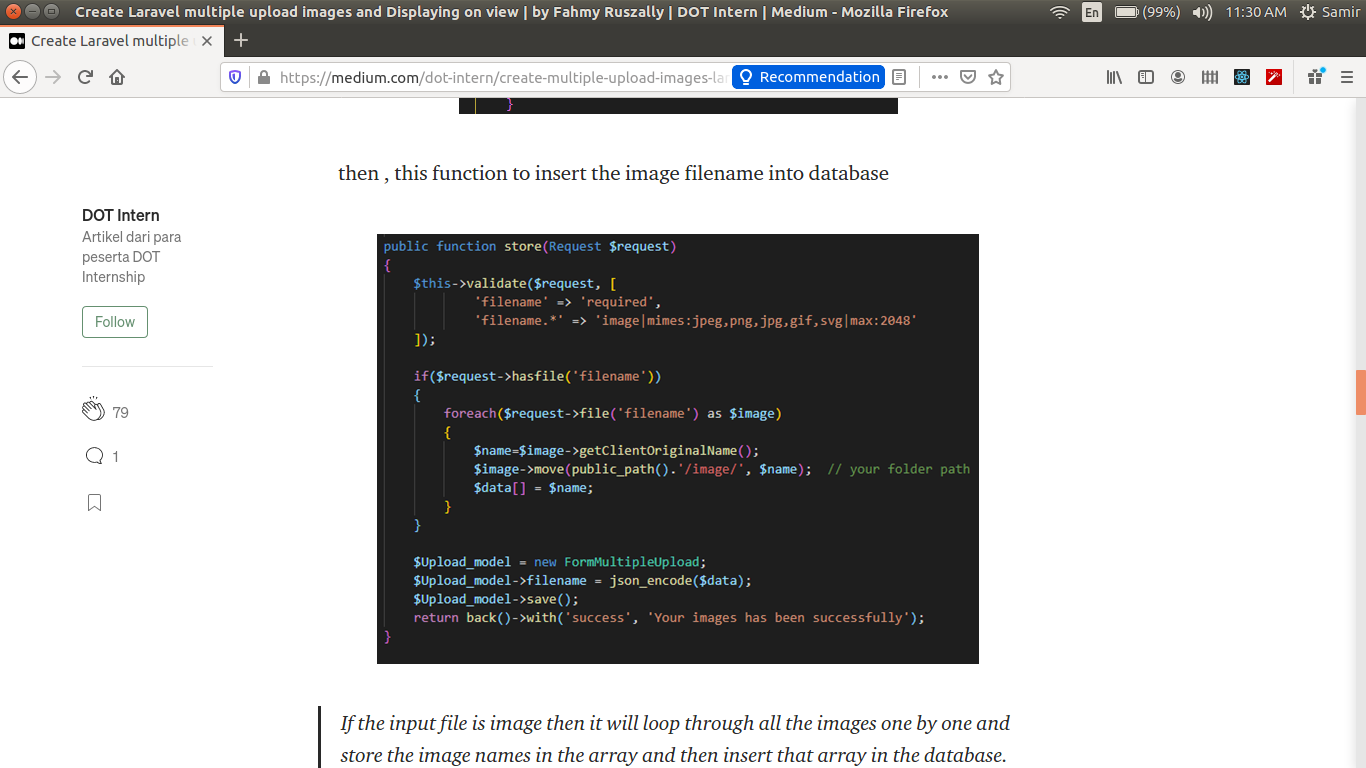 Create Laravel multiple upload images and Displaying on view | by Fahmy Ruszally | DOT Intern | Medium - Mozilla Firefox
En (99%) 11:30 AM Samir
Create Laravel multiple
https://medium.com/dot-intern/create-multiple-upload-images-la
Recommendation
}
then , this function to insert the image filename into database
DOT Intern
Artikel dari para
peserta DOT
Internship
Follow
79
1
public function store(Request $request)
{
$this->validate($request, [
'filename' => 'required',
'filename.*' => 'image|mimes:jpeg,png,jpg,gif,svg|max:2048'
]);
if($request->hasfile('filename'))
{
foreach($request->file('filename') as $image)
{
$name=$image->getClientOriginalName();
$image->move(public_path().'/image/', $name);  // your folder path
$data[] = $name;
}
}
$Upload_model = new FormMultipleUpload;
$Upload_model->filename = json_encode($data);
$Upload_model->save();
return back()->with('success', 'Your images has been successfully');
}
If the input file is image then it will loop through all the images one by one and
store the image names in the array and then insert that array in the database.